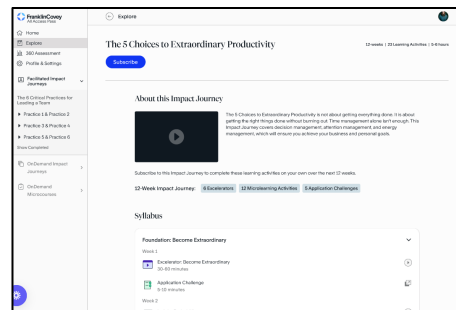 FranklinCovey
All Access Pass
Home
Explore
360 Assessment
Profile & Settings
Facilitated Impact
Journeys
The 6 Critical Practices for
Leading a Team
Practice 1 & Practice 2
Practice 3 & Practice 4
Practice 5 & Practice 6
Show Completed
OnDemand Impact
Journeys
OnDemand
Microcourses
Explore
The 5 Choices to Extraordinary Productivity
12-weeks | 23 Learning Activities | 5-6 hours
Subscribe
About this Impact Journey
The 5 Choices to Extraordinary Productivity is not about getting everything done. It is about
getting the right things done without burning out. Time management alone isn't enough. This
Impact Journey covers decision management, attention management, and energy
management, which will ensure you achieve your business and personal goals.
Subscribe to this Impact Journey to complete these learning activities on your own over the next 12 weeks.
12-Week Impact Journey: 6 Excelerators 12 Microlearning Activities 5 Application Challenges
Syllabus
Foundation: Become Extraordinary
Week 1
Excelerator: Become Extraordinary
30-60 minutes
Application Challenge
5-10 minutes
Week 2